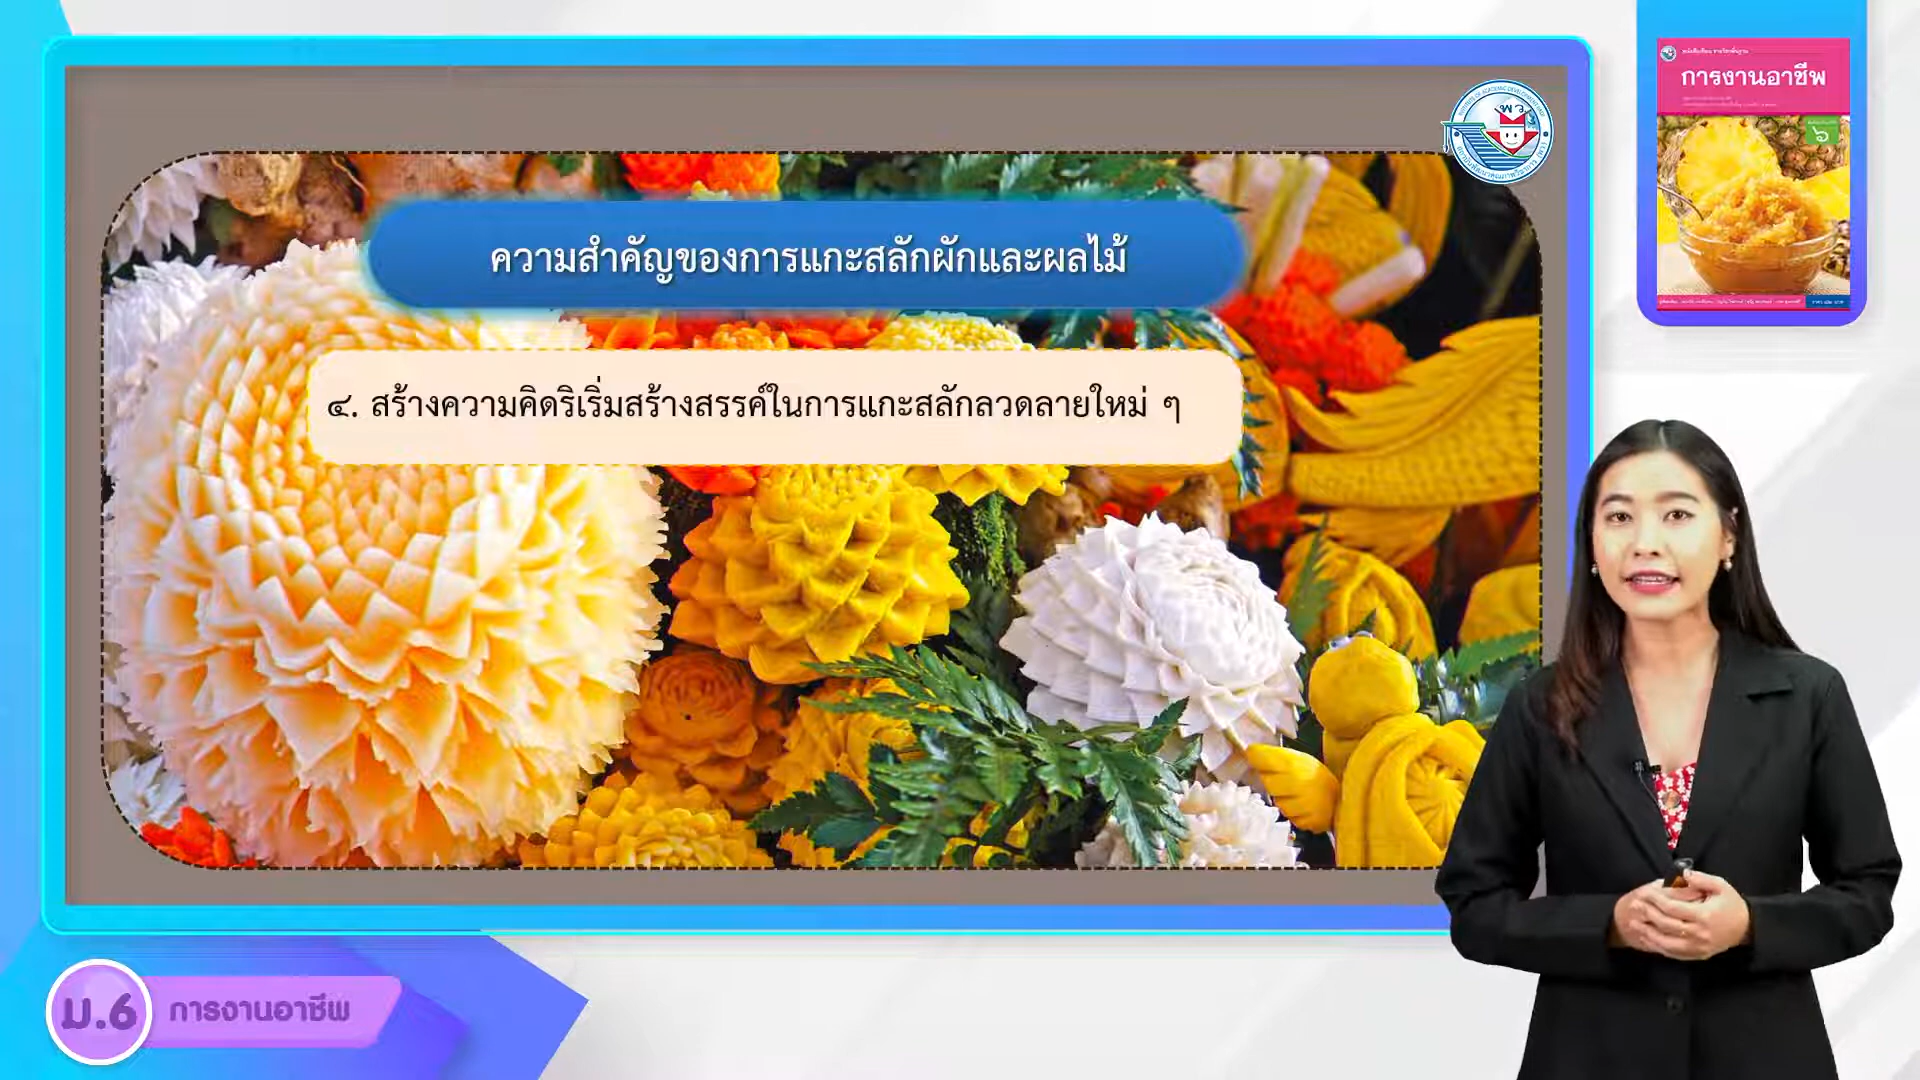 การงานอาชีพ
๖
ความสำคัญของการแกะสลักผักและผลไม้
๔. สร้างความคิดริเริ่มสร้างสรรค์ในการแกะสลักลวดลายใหม่ ๆ
พว.
ม.6 การงานอาชีพ